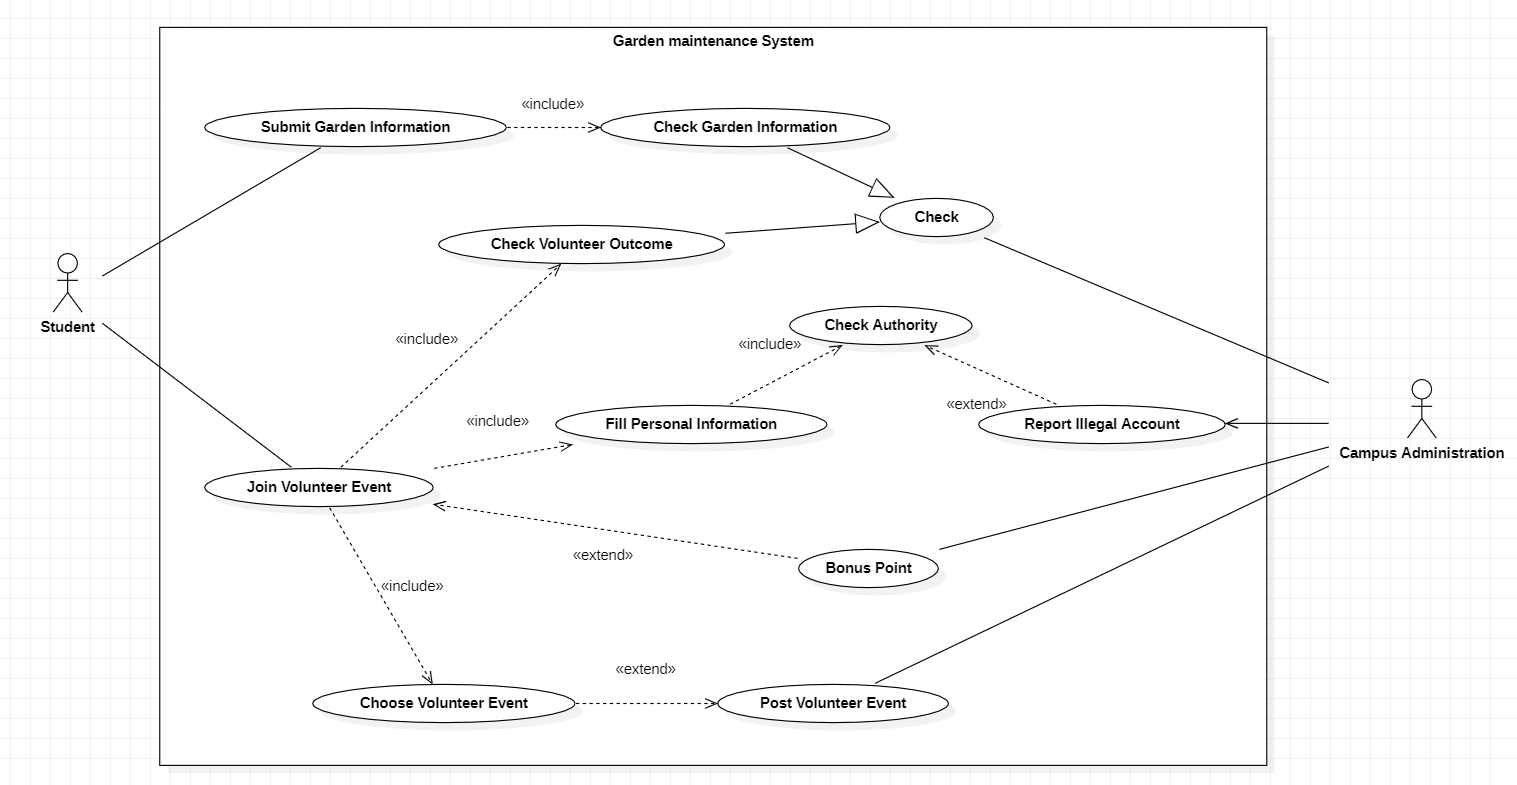 Garden maintenance System
«include»
Submit Garden Information
Check Garden Information
Check
Check Volunteer Outcome
Student
Check Authority
«include»
«include»
«extend»
«include»
Fill Personal Information
Report Illegal Account
Campus Administration
Join Volunteer Event
«extend»
Bonus Point
«include»
«extend»
Choose Volunteer Event
Post Volunteer Event